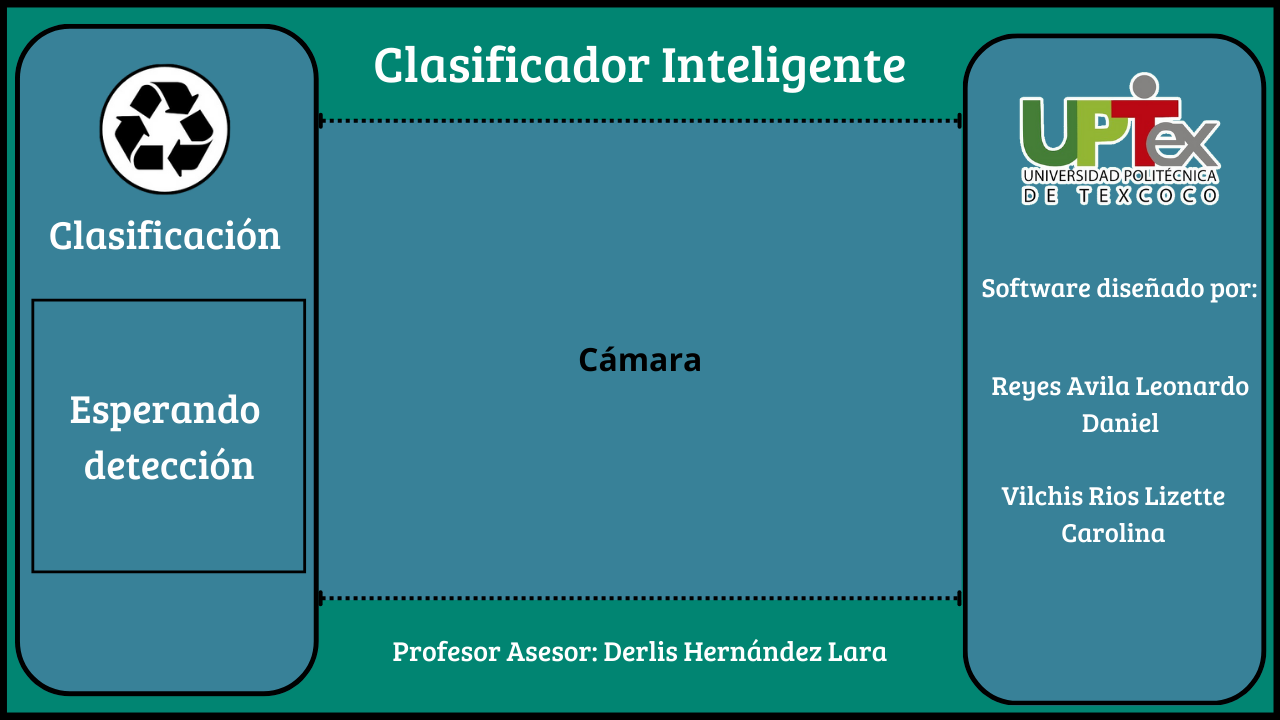 Clasificador Inteligente
Clasificación
Esperando
detección
Cámara
UPTex
UNIVERSIDAD POLITÉCNICA
DE TEXCOCO
Software diseñado por:
Reyes Avila Leonardo
Daniel
Vilchis Rios Lizette
Carolina
Profesor Asesor: Derlis Hernández Lara